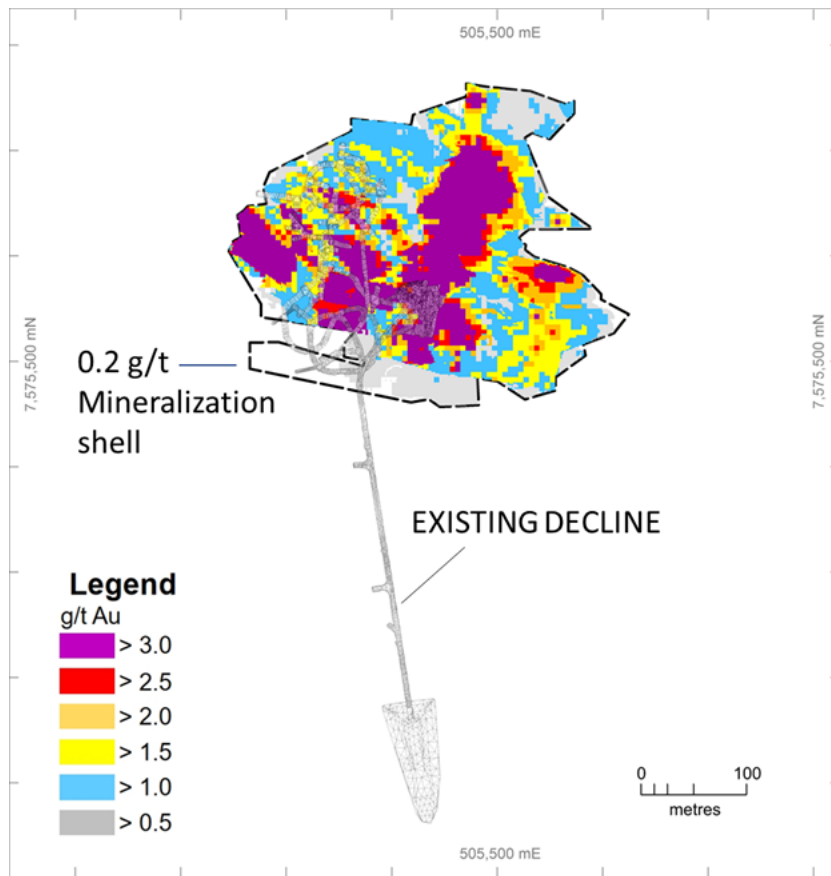 505,500 mE
7,575,500 mN
7,575,500 mN
0.2 g/t
Mineralization
shell
EXISTING DECLINE
Legend
g/t Au
> 3.0
> 2.5
> 2.0
> 1.5
> 1.0
> 0.5
0 100
metres
505,500 mE